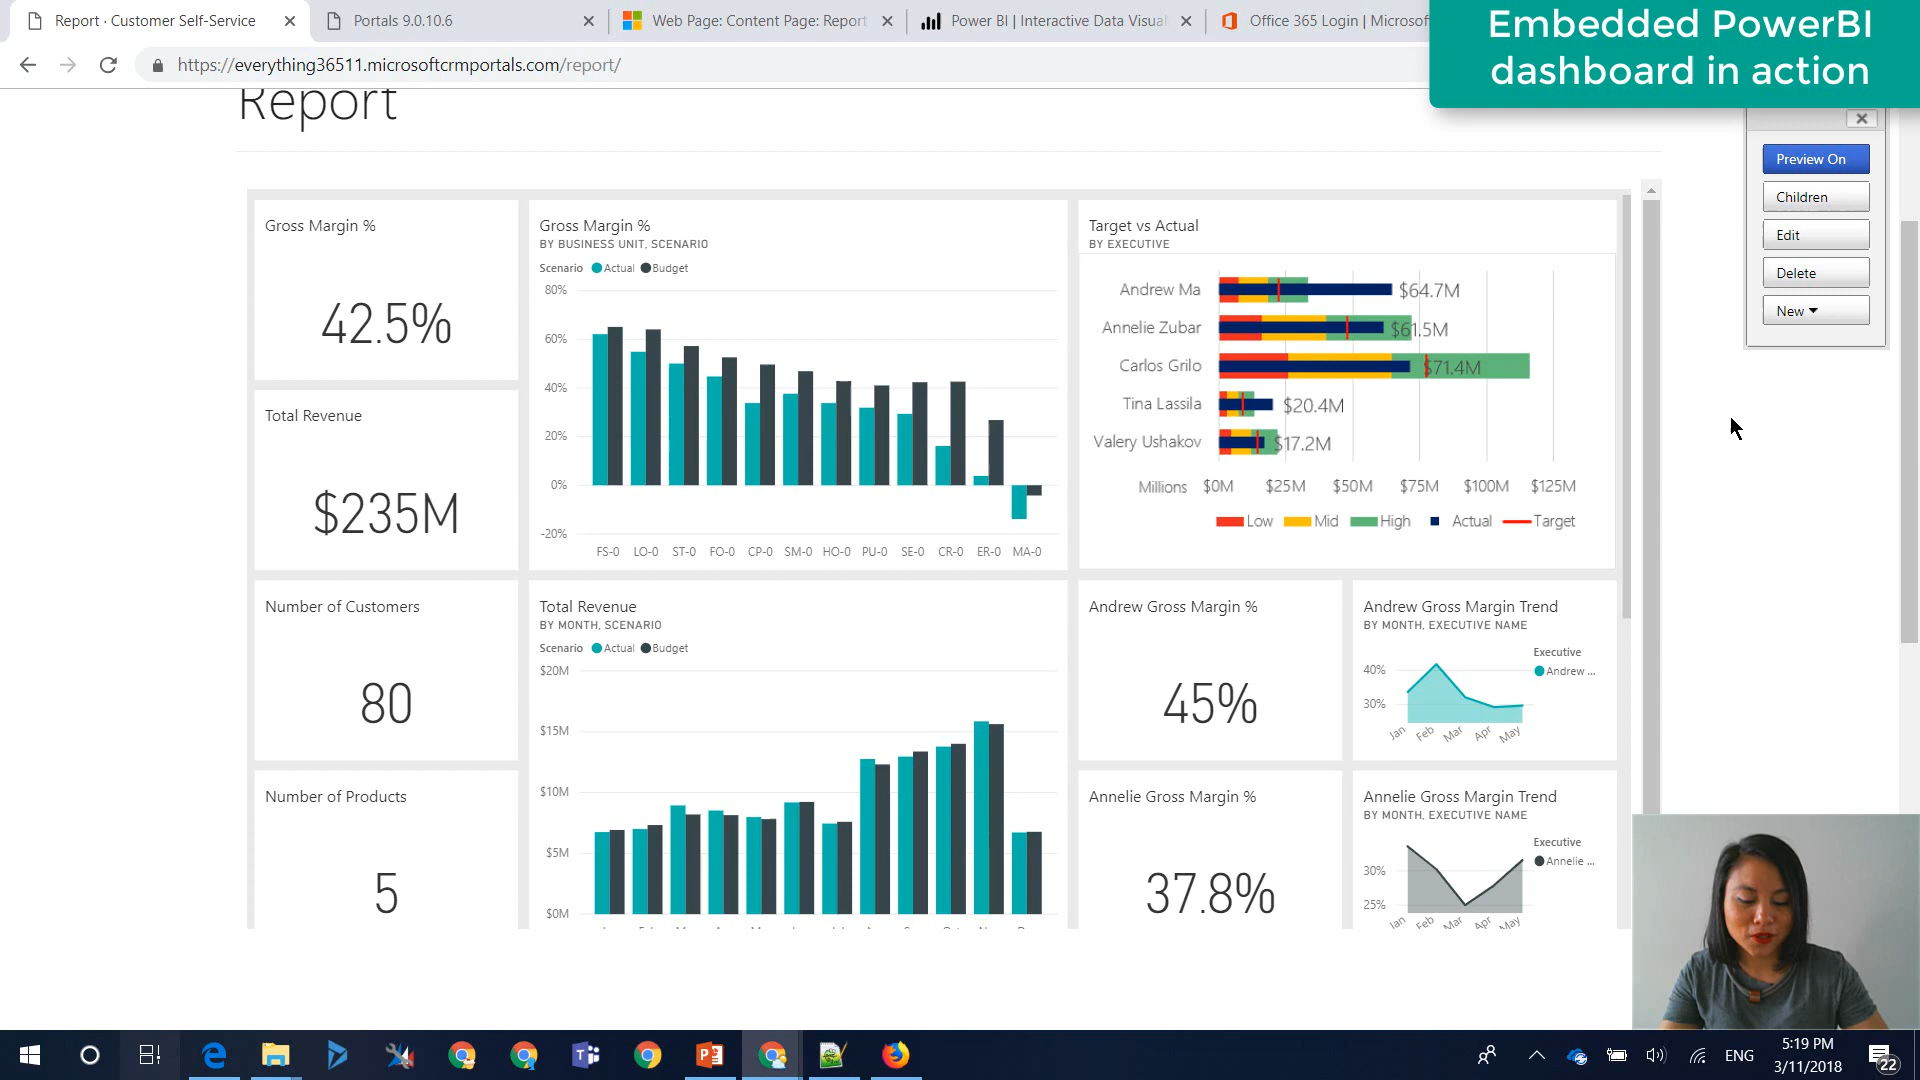 Report · Customer Self-Service
Portals 9.0.10.6
Web Page: Content Page: Report
Power BI | Interactive Data Visual
Office 365 Login | Microsof
Embedded PowerBI
dashboard in action
https://everything36511.microsoftcrmportals.com/report/
Report
Preview On
Children
Edit
Delete
New
Gross Margin %
42.5%
Total Revenue
$235M
Number of Customers
80
Number of Products
5
Gross Margin %
BY BUSINESS UNIT, SCENARIO
Scenario Actual Budget
80%
60%
40%
20%
0%
-20%
FS-0 LO-0 ST-0 FO-0 CP-0 SM-0 HO-0 PU-0 SE-0 CR-0 ER-0 MA-0
Target vs Actual
BY EXECUTIVE
Andrew Ma $64.7M
Annelie Zubar $61.5M
Carlos Grilo $71.4M
Tina Lassila $20.4M
Valery Ushakov $17.2M
Millions $0M $25M $50M $75M $100M $125M
Low Mid High Actual Target
Total Revenue
BY MONTH, SCENARIO
Scenario Actual Budget
$20M
$15M
$10M
$5M
$0M
Andrew Gross Margin %
45%
Andrew Gross Margin Trend
BY MONTH, EXECUTIVE NAME
Executive
Andrew ...
40%
30%
Jan Feb Mar Apr May
Annelie Gross Margin %
37.8%
Annelie Gross Margin Trend
BY MONTH, EXECUTIVE NAME
Executive
Annelie ...
30%
25%
Jan Feb Mar Apr May
ENG
5:19 PM
3/11/2018
22